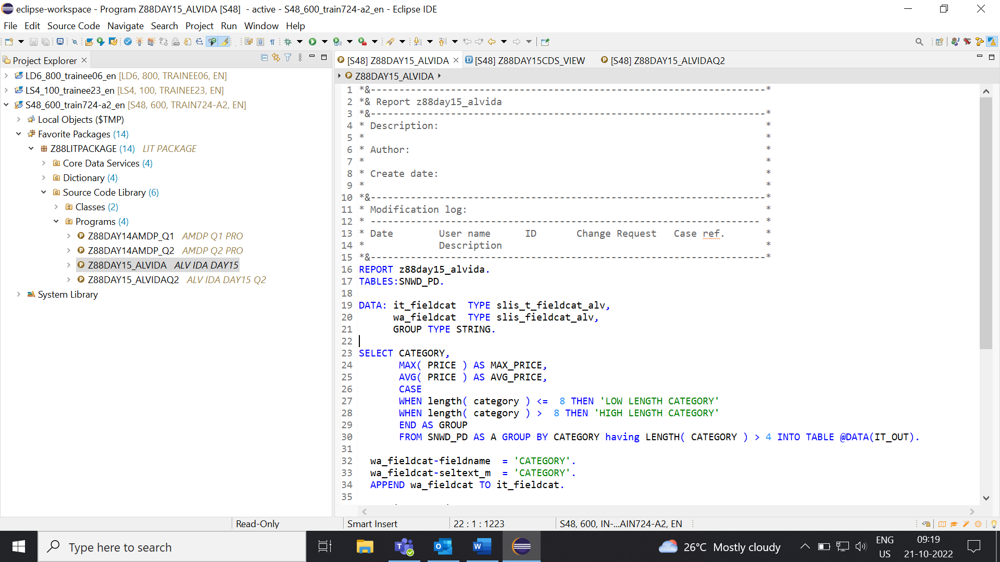 eclipse-workspace - Program Z88DAY15_ALVIDA [S48]  - active - S48_600_train724-a2_en - Eclipse IDE
File Edit Source Code Navigate Search Project Run Window Help
Project Explorer
LD6_800_trainee06_en [LD6, 800, TRAINEE06, EN]
LS4_100_trainee23_en [LS4, 100, TRAINEE23, EN]
S48_600_train724-a2_en [S48, 600, TRAIN724-A2, EN]
Local Objects ($TMP)
Favorite Packages (14)
Z88LITPACKAGE (14) LIT PACKAGE
Core Data Services (4)
Dictionary (4)
Source Code Library (6)
Classes (2)
Programs (4)
Z88DAY14AMDP_Q1 AMDP Q1 PRO
Z88DAY14AMDP_Q2 AMDP Q2 PRO
Z88DAY15_ALVIDA ALV IDA DAY15
Z88DAY15_ALVIDAQ2 ALV IDA DAY15 Q2
System Library
[S48] Z88DAY15_ALVIDA
[S48] Z88DAY15CDS_VIEW
[S48] Z88DAY15_ALVIDAQ2
Z88DAY15_ALVIDA
1 *&---------------------------------------------------------------------*
2 *& Report z88day15_alvida
3 *&---------------------------------------------------------------------*
4 * Description: *
5 * *
6 * Author: *
7 * *
8 * Create date: *
9 * *
10 *&---------------------------------------------------------------------*
11 * Modification log: *
12 * -------------------------------------------------------------------- *
13 * Date User name ID Change Request Case ref. *
14 * Description *
15 *&---------------------------------------------------------------------*
16 REPORT z88day15_alvida.
17 TABLES:SNWD_PD.
18
19 DATA: it_fieldcat  TYPE slis_t_fieldcat_alv,
20 wa_fieldcat  TYPE slis_fieldcat_alv,
21 GROUP TYPE STRING.
22
23 SELECT CATEGORY,
24 MAX( PRICE ) AS MAX_PRICE,
25 AVG( PRICE ) AS AVG_PRICE,
26 CASE
27 WHEN length( category ) <=  8 THEN 'LOW LENGTH CATEGORY'
28 WHEN length( category ) >  8 THEN 'HIGH LENGTH CATEGORY'
29 END AS GROUP
30 FROM SNWD_PD AS A GROUP BY CATEGORY having LENGTH( CATEGORY ) > 4 INTO TABLE @DATA(IT_OUT).
31
32 wa_fieldcat-fieldname  = 'CATEGORY'.
33 wa_fieldcat-seltext_m  = 'CATEGORY'.
34 APPEND wa_fieldcat TO it_fieldcat.
35
Read-Only
Smart Insert
22 : 1 : 1223
S48, 600, IN-...AIN724-A2, EN
Type here to search
26°C Mostly cloudy
ENG
US
09:19
21-10-2022